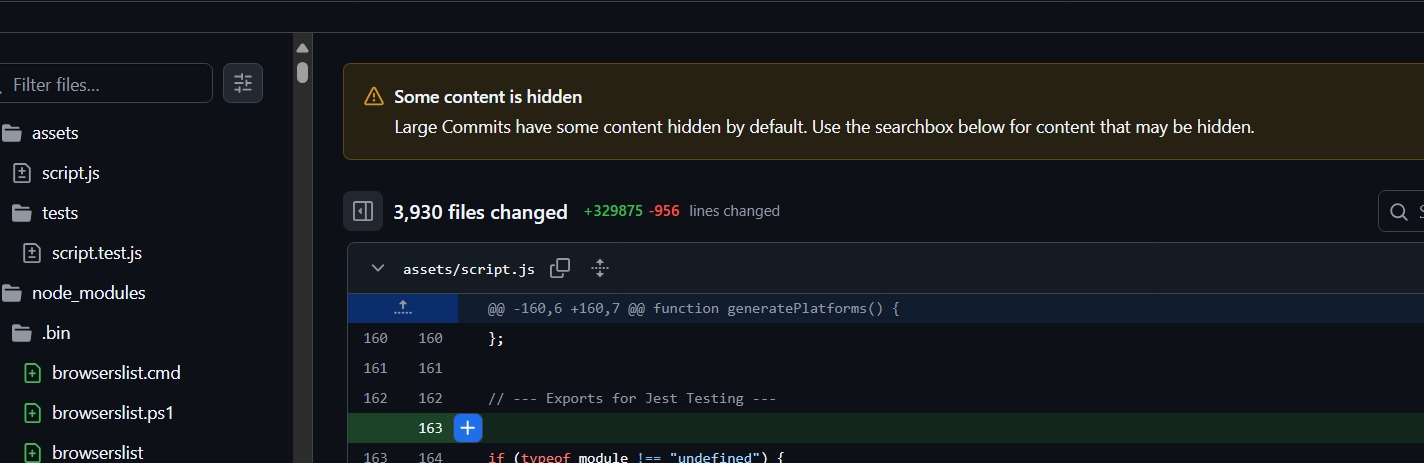 Filter files...
assets
script.js
tests
script.test.js
node_modules
.bin
browserslist.cmd
browserslist.ps1
browserslist
Some content is hidden
Large Commits have some content hidden by default. Use the searchbox below for content that may be hidden.
3,930 files changed +329875 -956 lines changed
assets/script.js
@@ -160,6 +160,7 @@ function generatePlatforms() {
160 160 };
161 161
162 162 // --- Exports for Jest Testing ---
163 +
163 164 if (typeof module !== "undefined") {